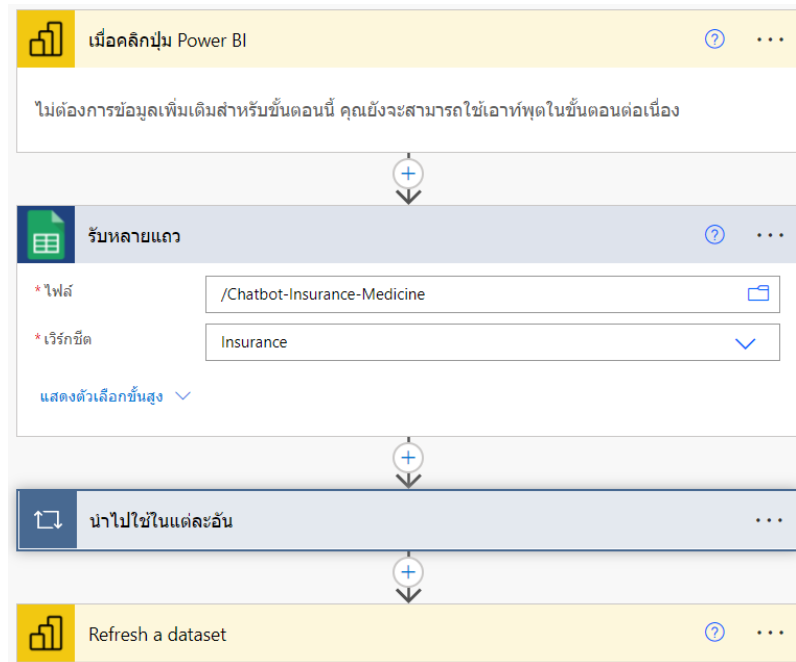 เมื่อคลิกปุ่ม Power BI
ไม่ต้องการข้อมูลเพิ่มเติมสำหรับขั้นตอนนี้ คุณยังจะสามารถใช้เอาท์พุตในขั้นตอนต่อเนื่อง
รับหลายแถว
* ไฟล์
/Chatbot-Insurance-Medicine
* เวิร์กชีต
Insurance
แสดงตัวเลือกขั้นสูง
นำไปใช้ในแต่ละอัน
Refresh a dataset